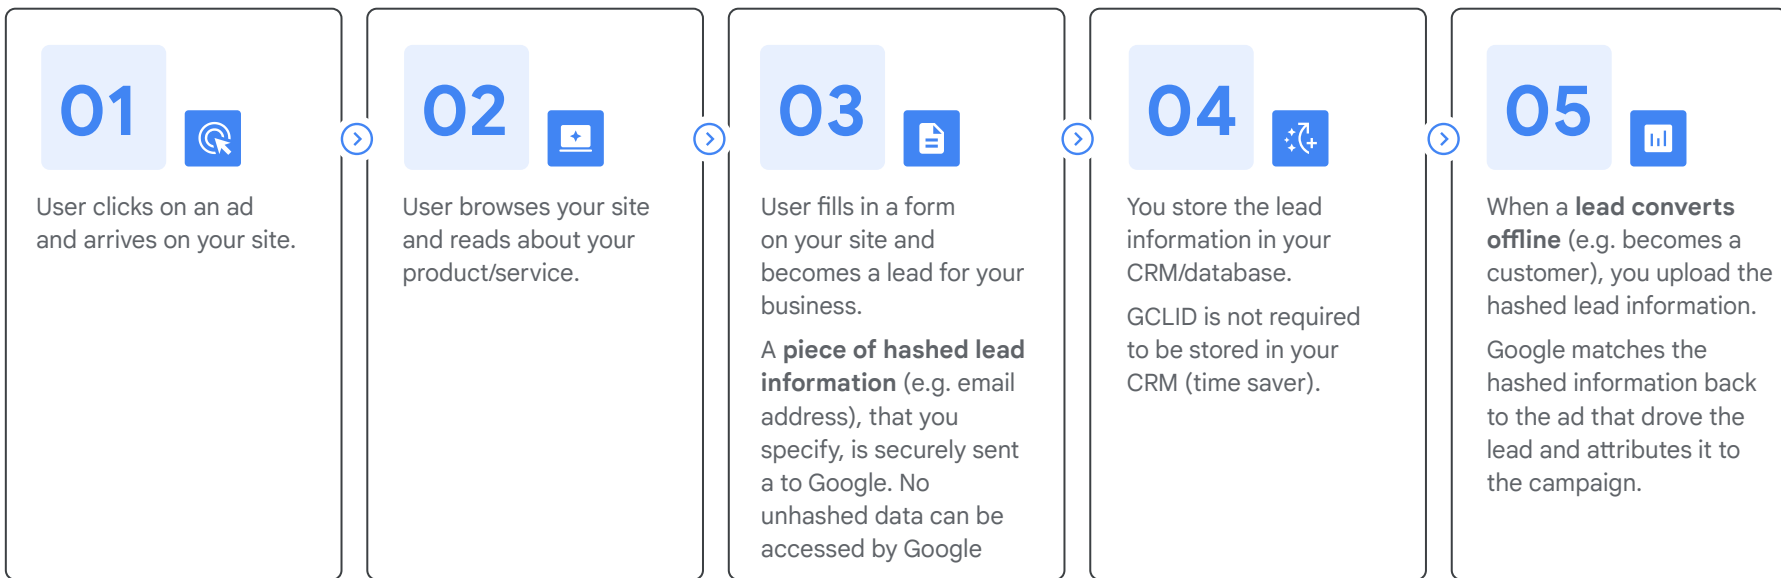 01
User clicks on an ad
and arrives on your site.
02
User browses your site
and reads about your
product/service.
03
User fills in a form
on your site and
becomes a lead for your
business.
A piece of hashed lead
information (e.g. email
address), that you
specify, is securely sent
a to Google. No
unhashed data can be
accessed by Google
04
You store the lead
information in your
CRM/database.
GCLID is not required
to be stored in your
CRM (time saver).
05
When a lead converts
offline (e.g. becomes a
customer), you upload the
hashed lead information.
Google matches the
hashed information back
to the ad that drove the
lead and attributes it to
the campaign.